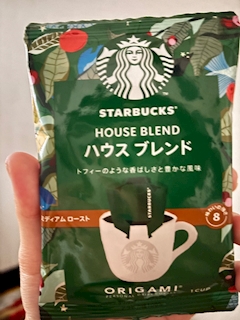 STARBUCKS®
HOUSE BLEND
ハウス ブレンド
トフィーのような香ばしさと豊かな風味
STARBUCKS®
ミディアム ロースト
8
ORIGAMI™